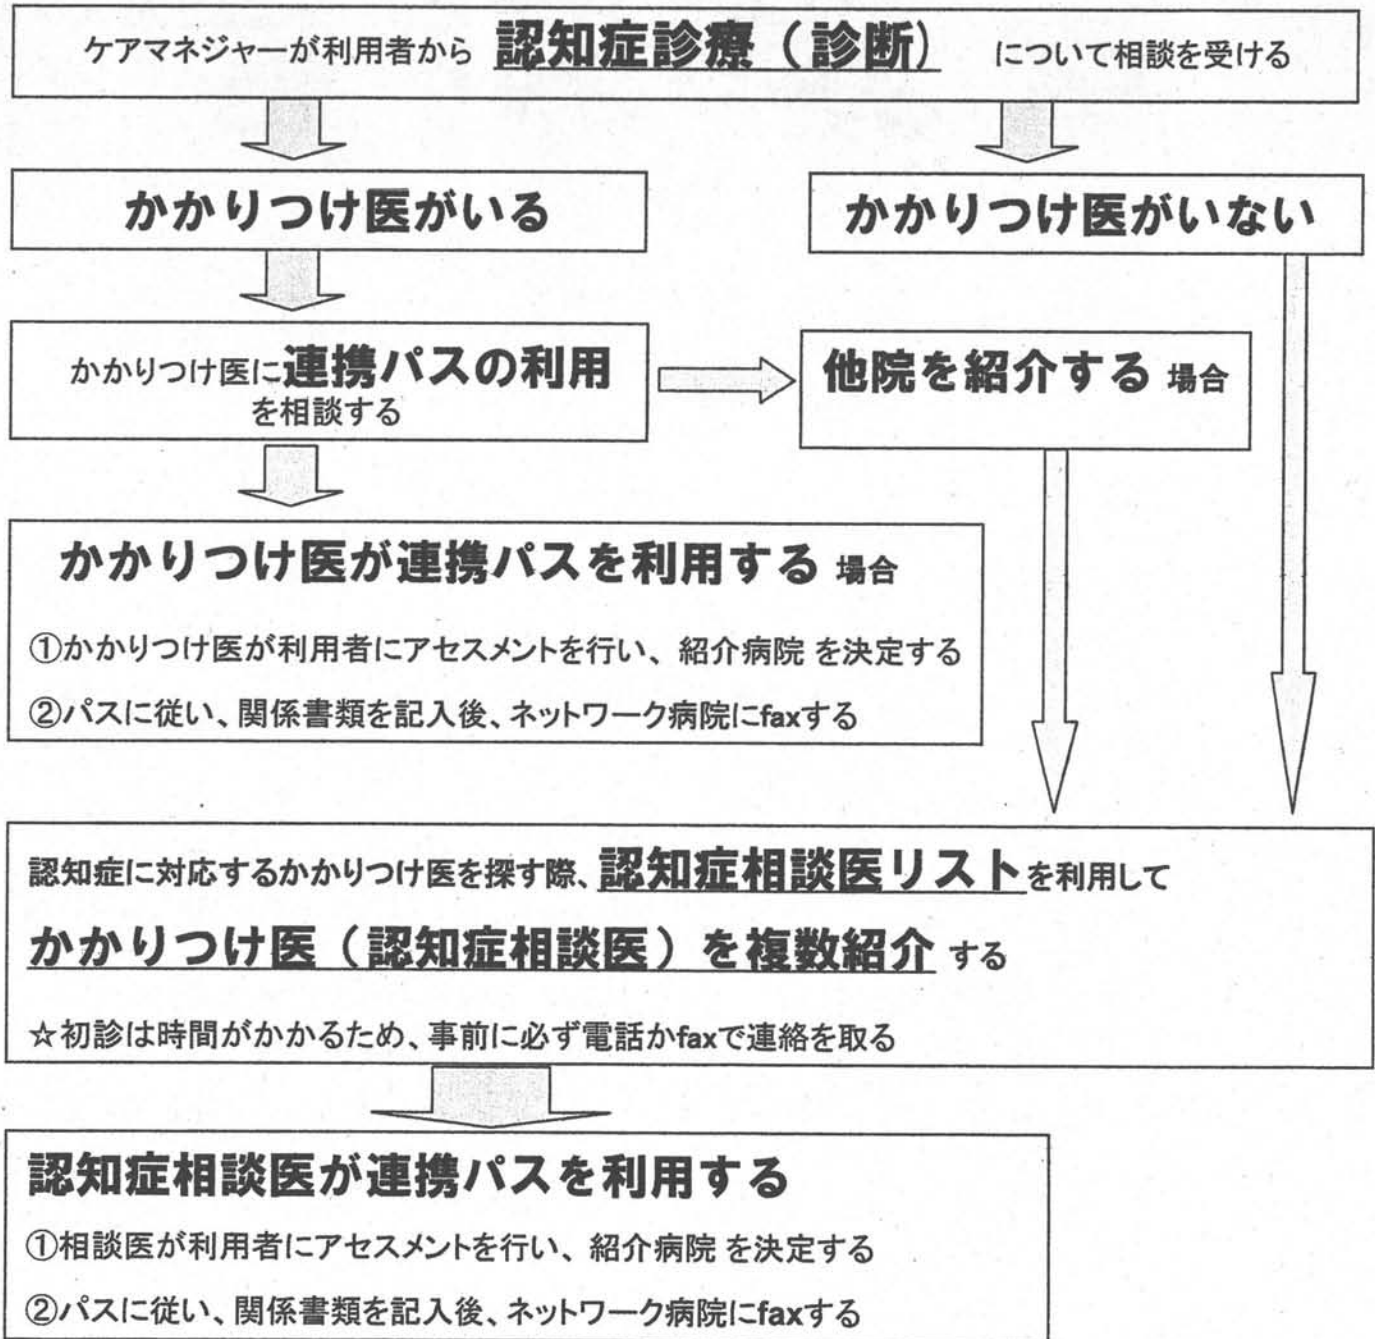 ケアマネジャーが利用者から 認知症診療（診断） について相談を受ける
かかりつけ医がいる
かかりつけ医がいない
かかりつけ医に連携パスの利用
を相談する
他院を紹介する 場合
かかりつけ医が連携パスを利用する 場合
①かかりつけ医が利用者にアセスメントを行い、紹介病院 を決定する
②パスに従い、関係書類を記入後、ネットワーク病院にfaxする
認知症に対応するかかりつけ医を探す際、認知症相談医リストを利用して
かかりつけ医（認知症相談医）を複数紹介 する
☆初診は時間がかかるため、事前に必ず電話かfaxで連絡を取る
認知症相談医が連携パスを利用する
①相談医が利用者にアセスメントを行い、紹介病院 を決定する
②パスに従い、関係書類を記入後、ネットワーク病院にfaxする